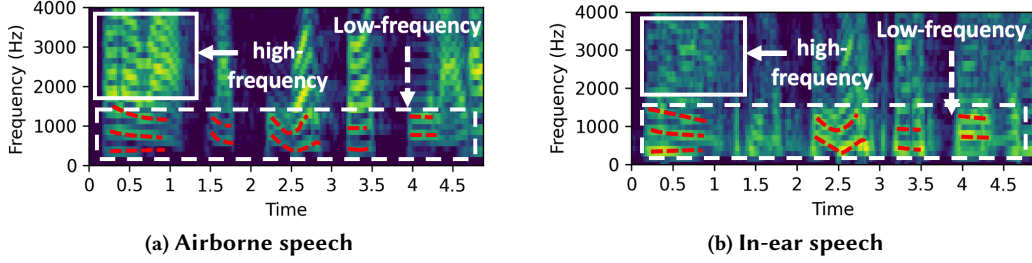 Low-frequency
high-
frequency
Frequency (Hz)
4000
3000
2000
1000
0
0 0.5 1 1.5 2 2.5 3 3.5 4 4.5
Time
(a) Airborne speech
Low-frequency
high-
frequency
Frequency (Hz)
4000
3000
2000
1000
0
0 0.5 1 1.5 2 2.5 3 3.5 4 4.5
Time
(b) In-ear speech